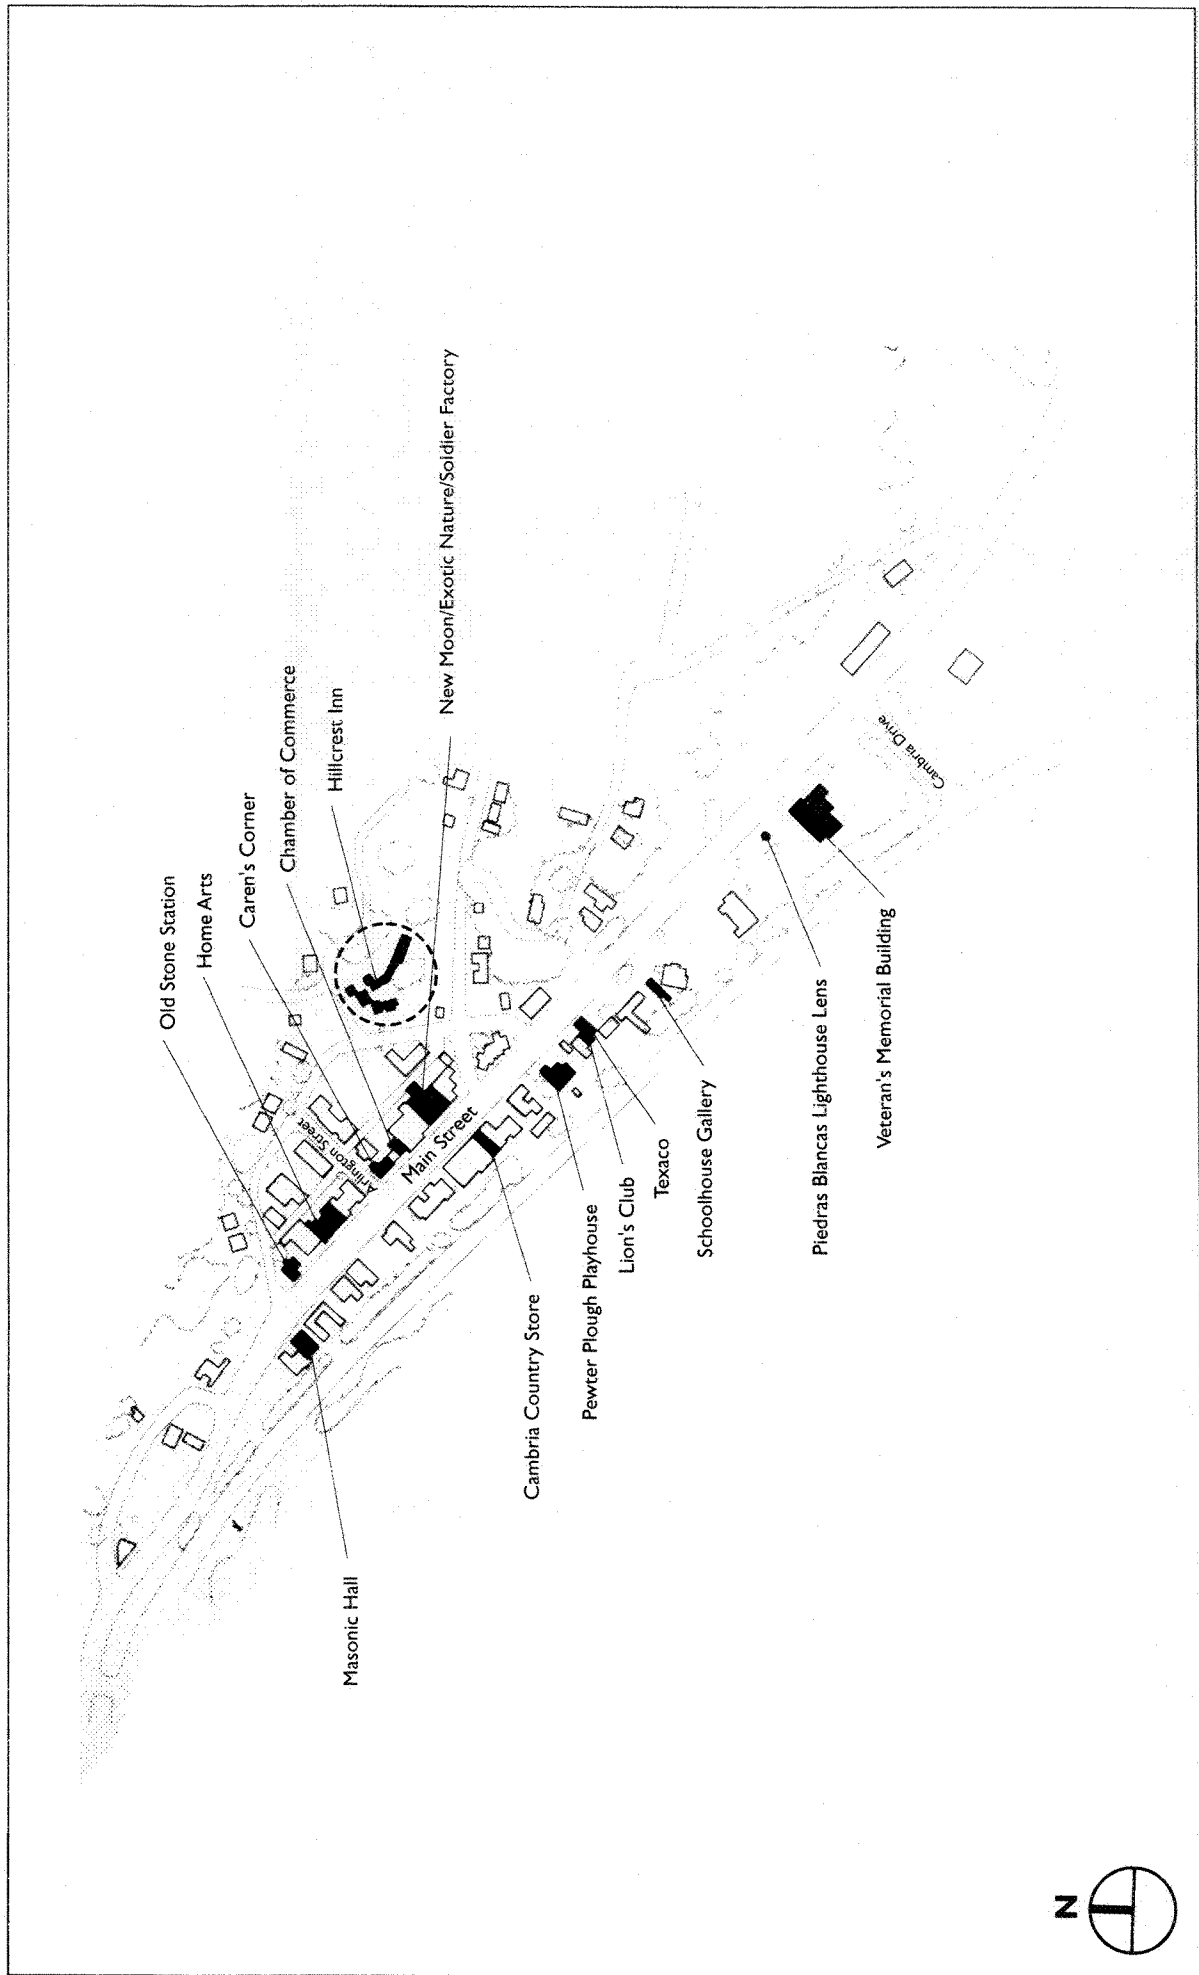 Old Stone Station
Home Arts
Caren's Corner
Chamber of Commerce
Hillcrest Inn
New Moon/Exotic Nature/Soldier Factory
Arlington Street
Main Street
Cambria Drive
Masonic Hall
Cambria Country Store
Pewter Plough Playhouse
Lion's Club
Texaco
Schoolhouse Gallery
Piedras Blancas Lighthouse Lens
Veteran's Memorial Building
N